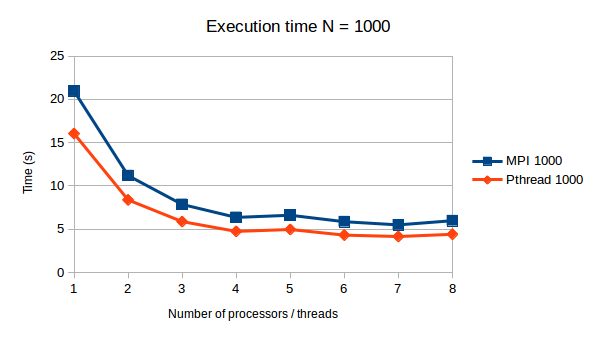 Execution time N = 1000
25
20
15
10
5
0
Time (s)
1 2 3 4 5 6 7 8
Number of processors / threads
MPI 1000
Pthread 1000